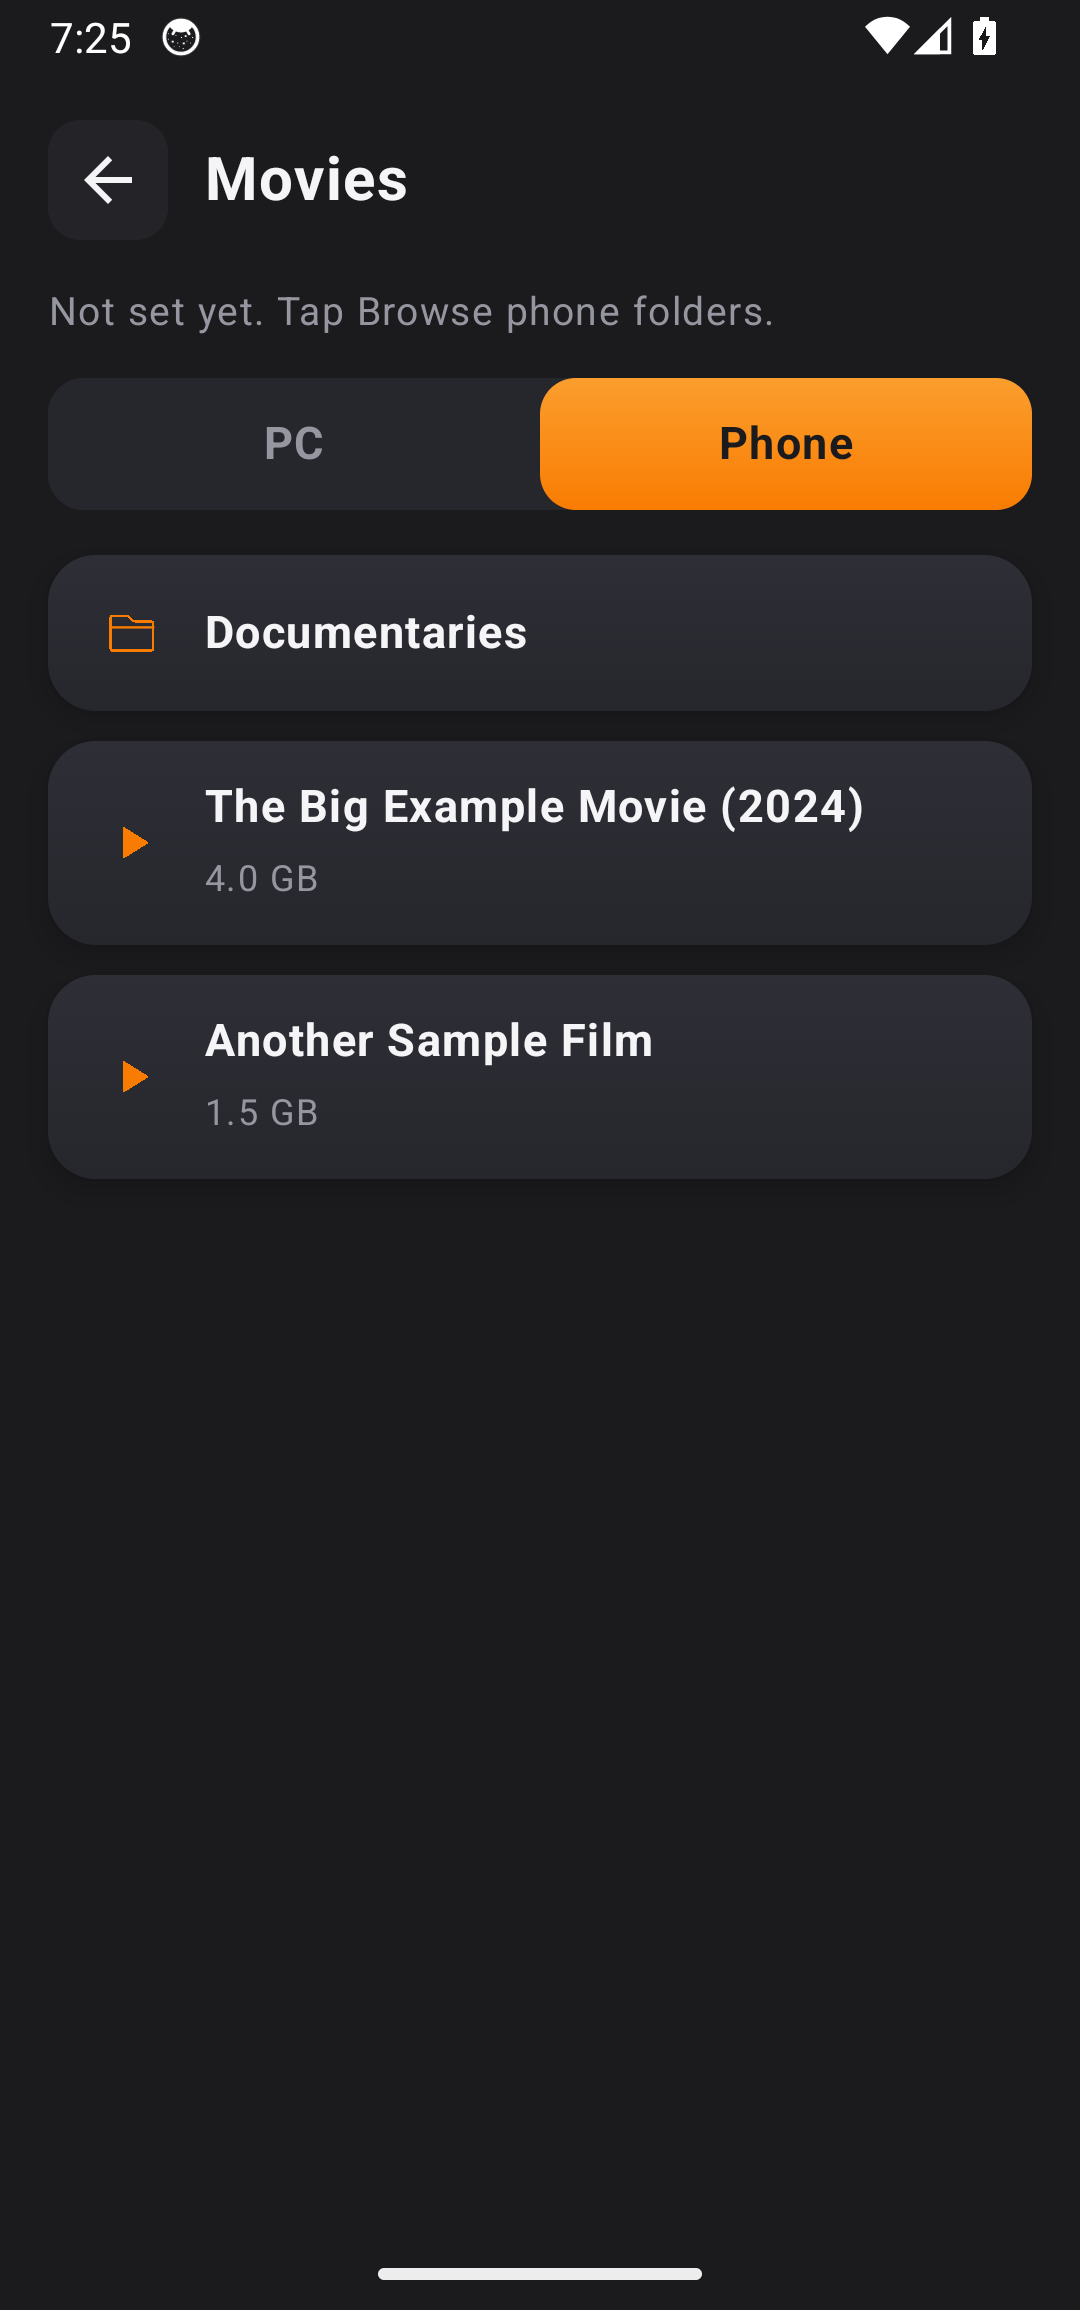 7:25
Movies
Not set yet. Tap Browse phone folders.
PC
Phone
Documentaries
The Big Example Movie (2024)
4.0 GB
Another Sample Film
1.5 GB